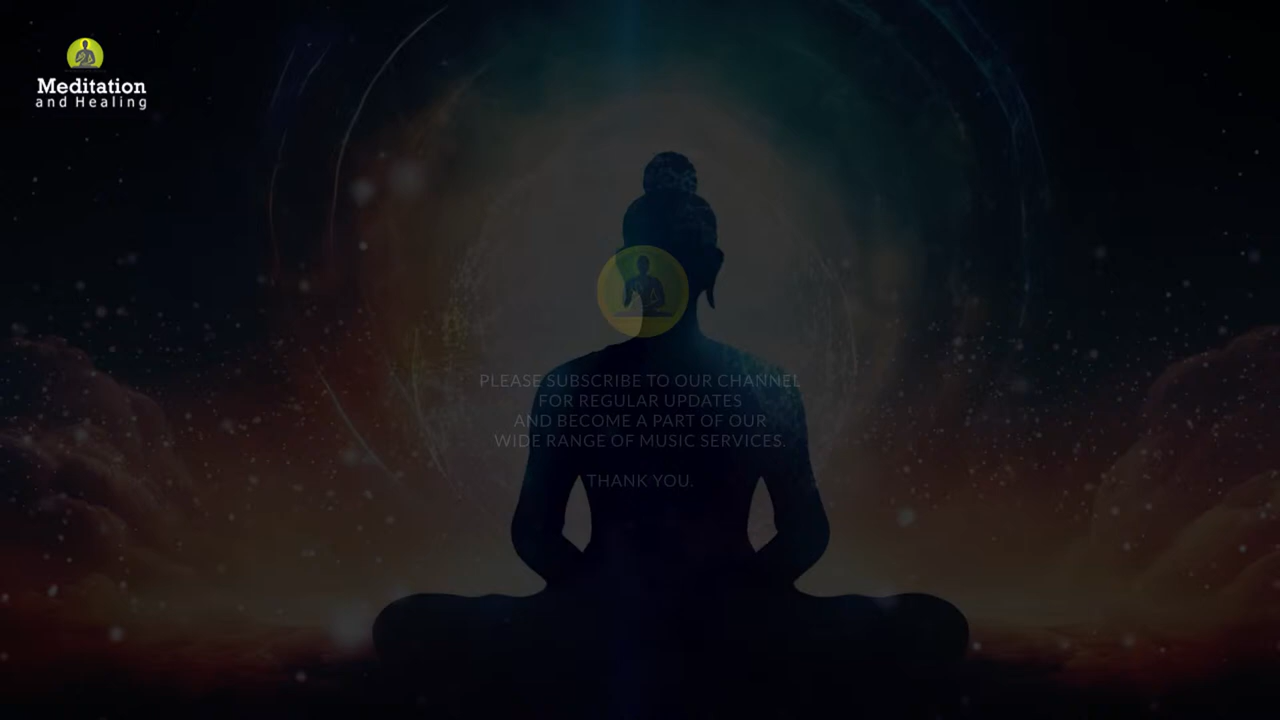 Meditation
and Healing
PLEASE SUBSCRIBE TO OUR CHANNEL
FOR REGULAR UPDATES
AND BECOME A PART OF OUR
WIDE RANGE OF MUSIC SERVICES.
THANK YOU.